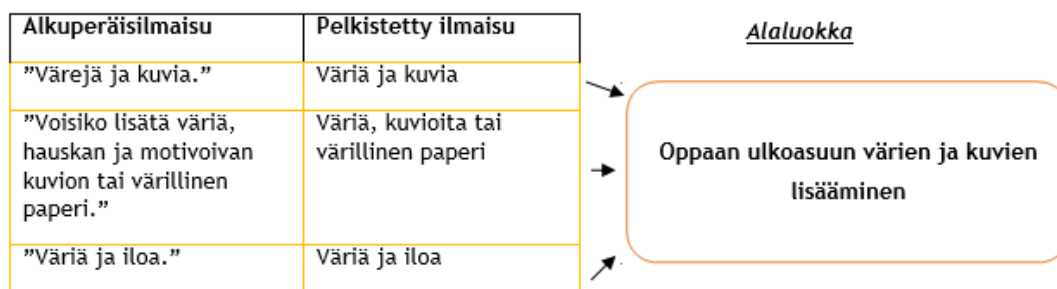 Alkuperäisilmaisu
Pelkistetty ilmaisu
Alaluokka
”Värejä ja kuvia.”
Väriä ja kuvia
”Voisiko lisätä väriä,
hauskan ja motivoivan
kuvion tai värillinen
paperi.”
Väriä, kuvioita tai
värillinen paperi
”Väriä ja iloa.”
Väriä ja iloa
Oppaan ulkoasuun värien ja kuvien
lisääminen